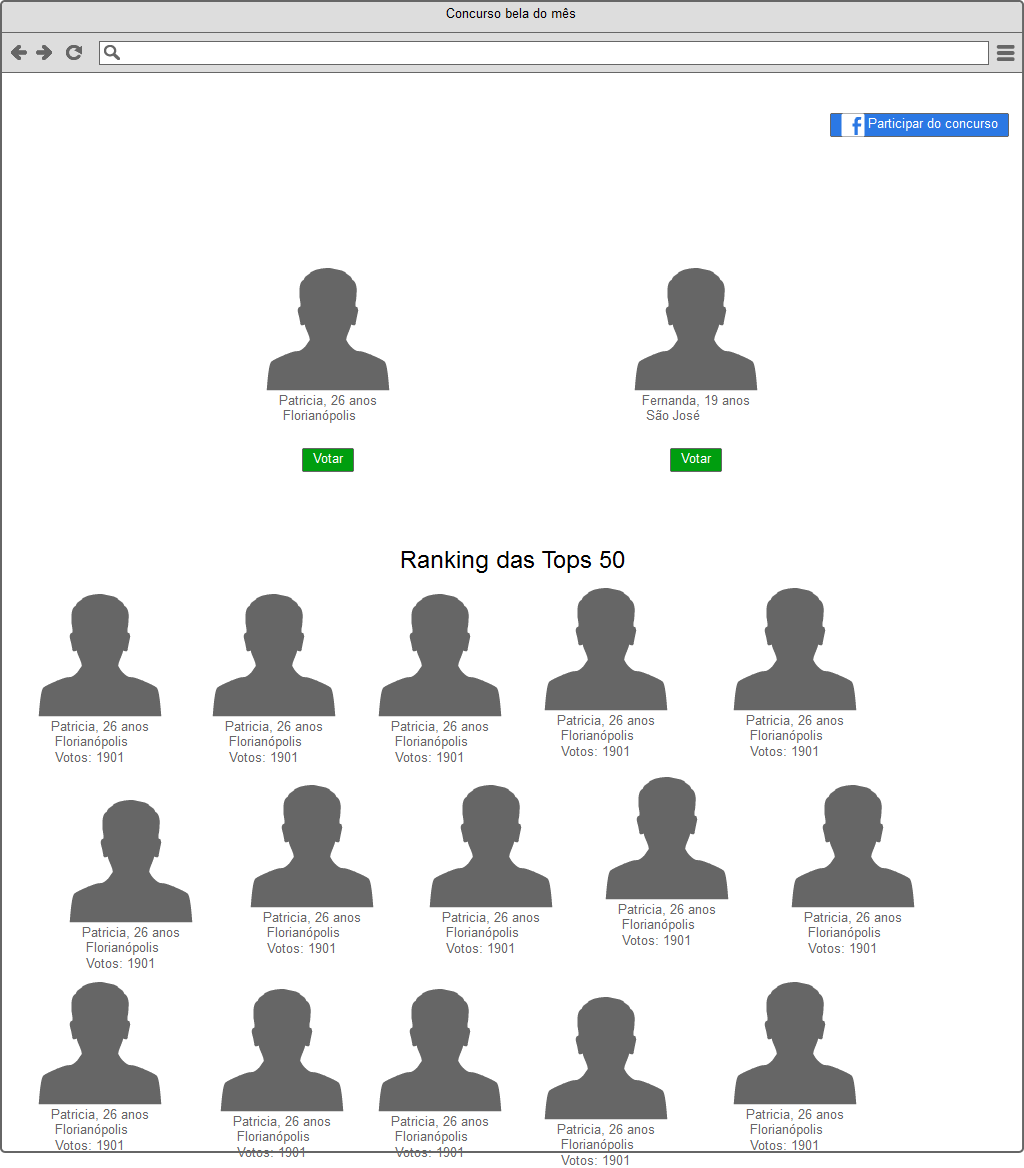 Concurso bela do mês
Participar do concurso
Patricia, 26 anos
Florianópolis
Votar
Fernanda, 19 anos
São José
Votar
Ranking das Tops 50
Patricia, 26 anos
Florianópolis
Votos: 1901
Patricia, 26 anos
Florianópolis
Votos: 1901
Patricia, 26 anos
Florianópolis
Votos: 1901
Patricia, 26 anos
Florianópolis
Votos: 1901
Patricia, 26 anos
Florianópolis
Votos: 1901
Patricia, 26 anos
Florianópolis
Votos: 1901
Patricia, 26 anos
Florianópolis
Votos: 1901
Patricia, 26 anos
Florianópolis
Votos: 1901
Patricia, 26 anos
Florianópolis
Votos: 1901
Patricia, 26 anos
Florianópolis
Votos: 1901
Patricia, 26 anos
Florianópolis
Votos: 1901
Patricia, 26 anos
Florianópolis
Votos: 1901
Patricia, 26 anos
Florianópolis
Votos: 1901
Patricia, 26 anos
Florianópolis
Votos: 1901
Patricia, 26 anos
Florianópolis
Votos: 1901